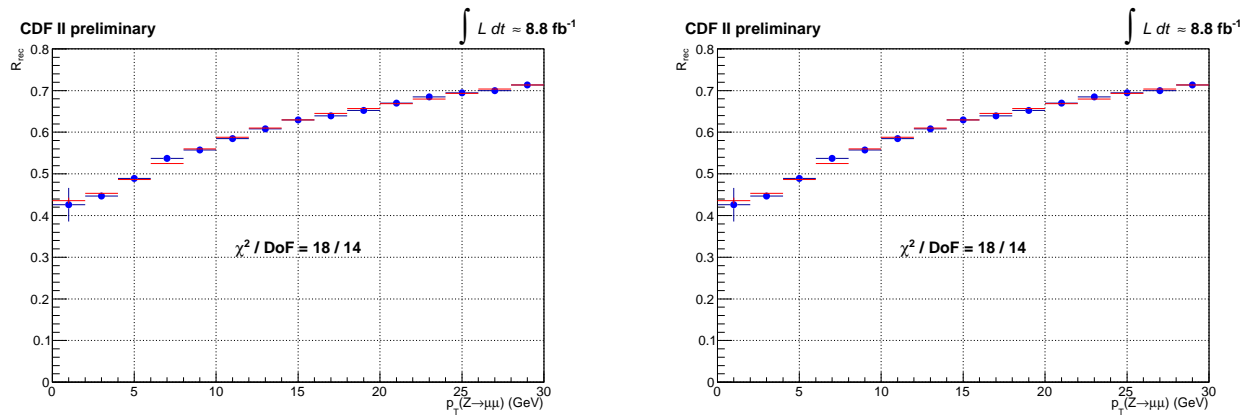 CDF II preliminary
∫ L dt ≈ 8.8 fb⁻¹
R_rec
0.8
0.7
0.6
0.5
0.4
0.3
0.2
0.1
0
χ² / DoF = 18 / 14
0 5 10 15 20 25 30
p_T(Z→μμ) (GeV)
CDF II preliminary
∫ L dt ≈ 8.8 fb⁻¹
R_rec
0.8
0.7
0.6
0.5
0.4
0.3
0.2
0.1
0
χ² / DoF = 18 / 14
0 5 10 15 20 25 30
p_T(Z→μμ) (GeV)